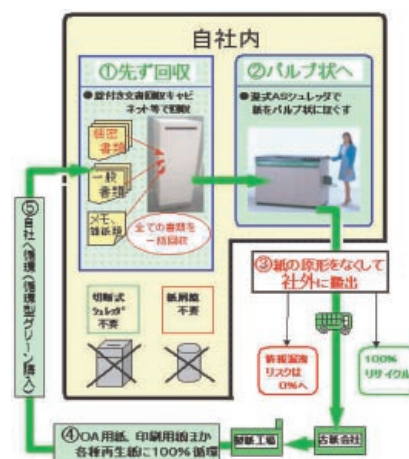 自社内
①先ず回収
●鍵付き文書回収キャビ
ネット等で回収
機密
書類
一般
書類
メモ、
雑紙類
全ての書類を
一括回収
②パルプ状へ
●湿式ASシュレッダで
紙をパルプ状にほぐす
切断式
シュレッダ
不要
紙屑籠
不要
③紙の原形をなくして
社外に搬出
情報漏洩
リスクは
0%へ
100%
リサイクル
古紙会社
製紙工場
④OA用紙、印刷用紙ほか
各種再生紙に100%循環
⑤自社へ循環(循環型グリーン購入)